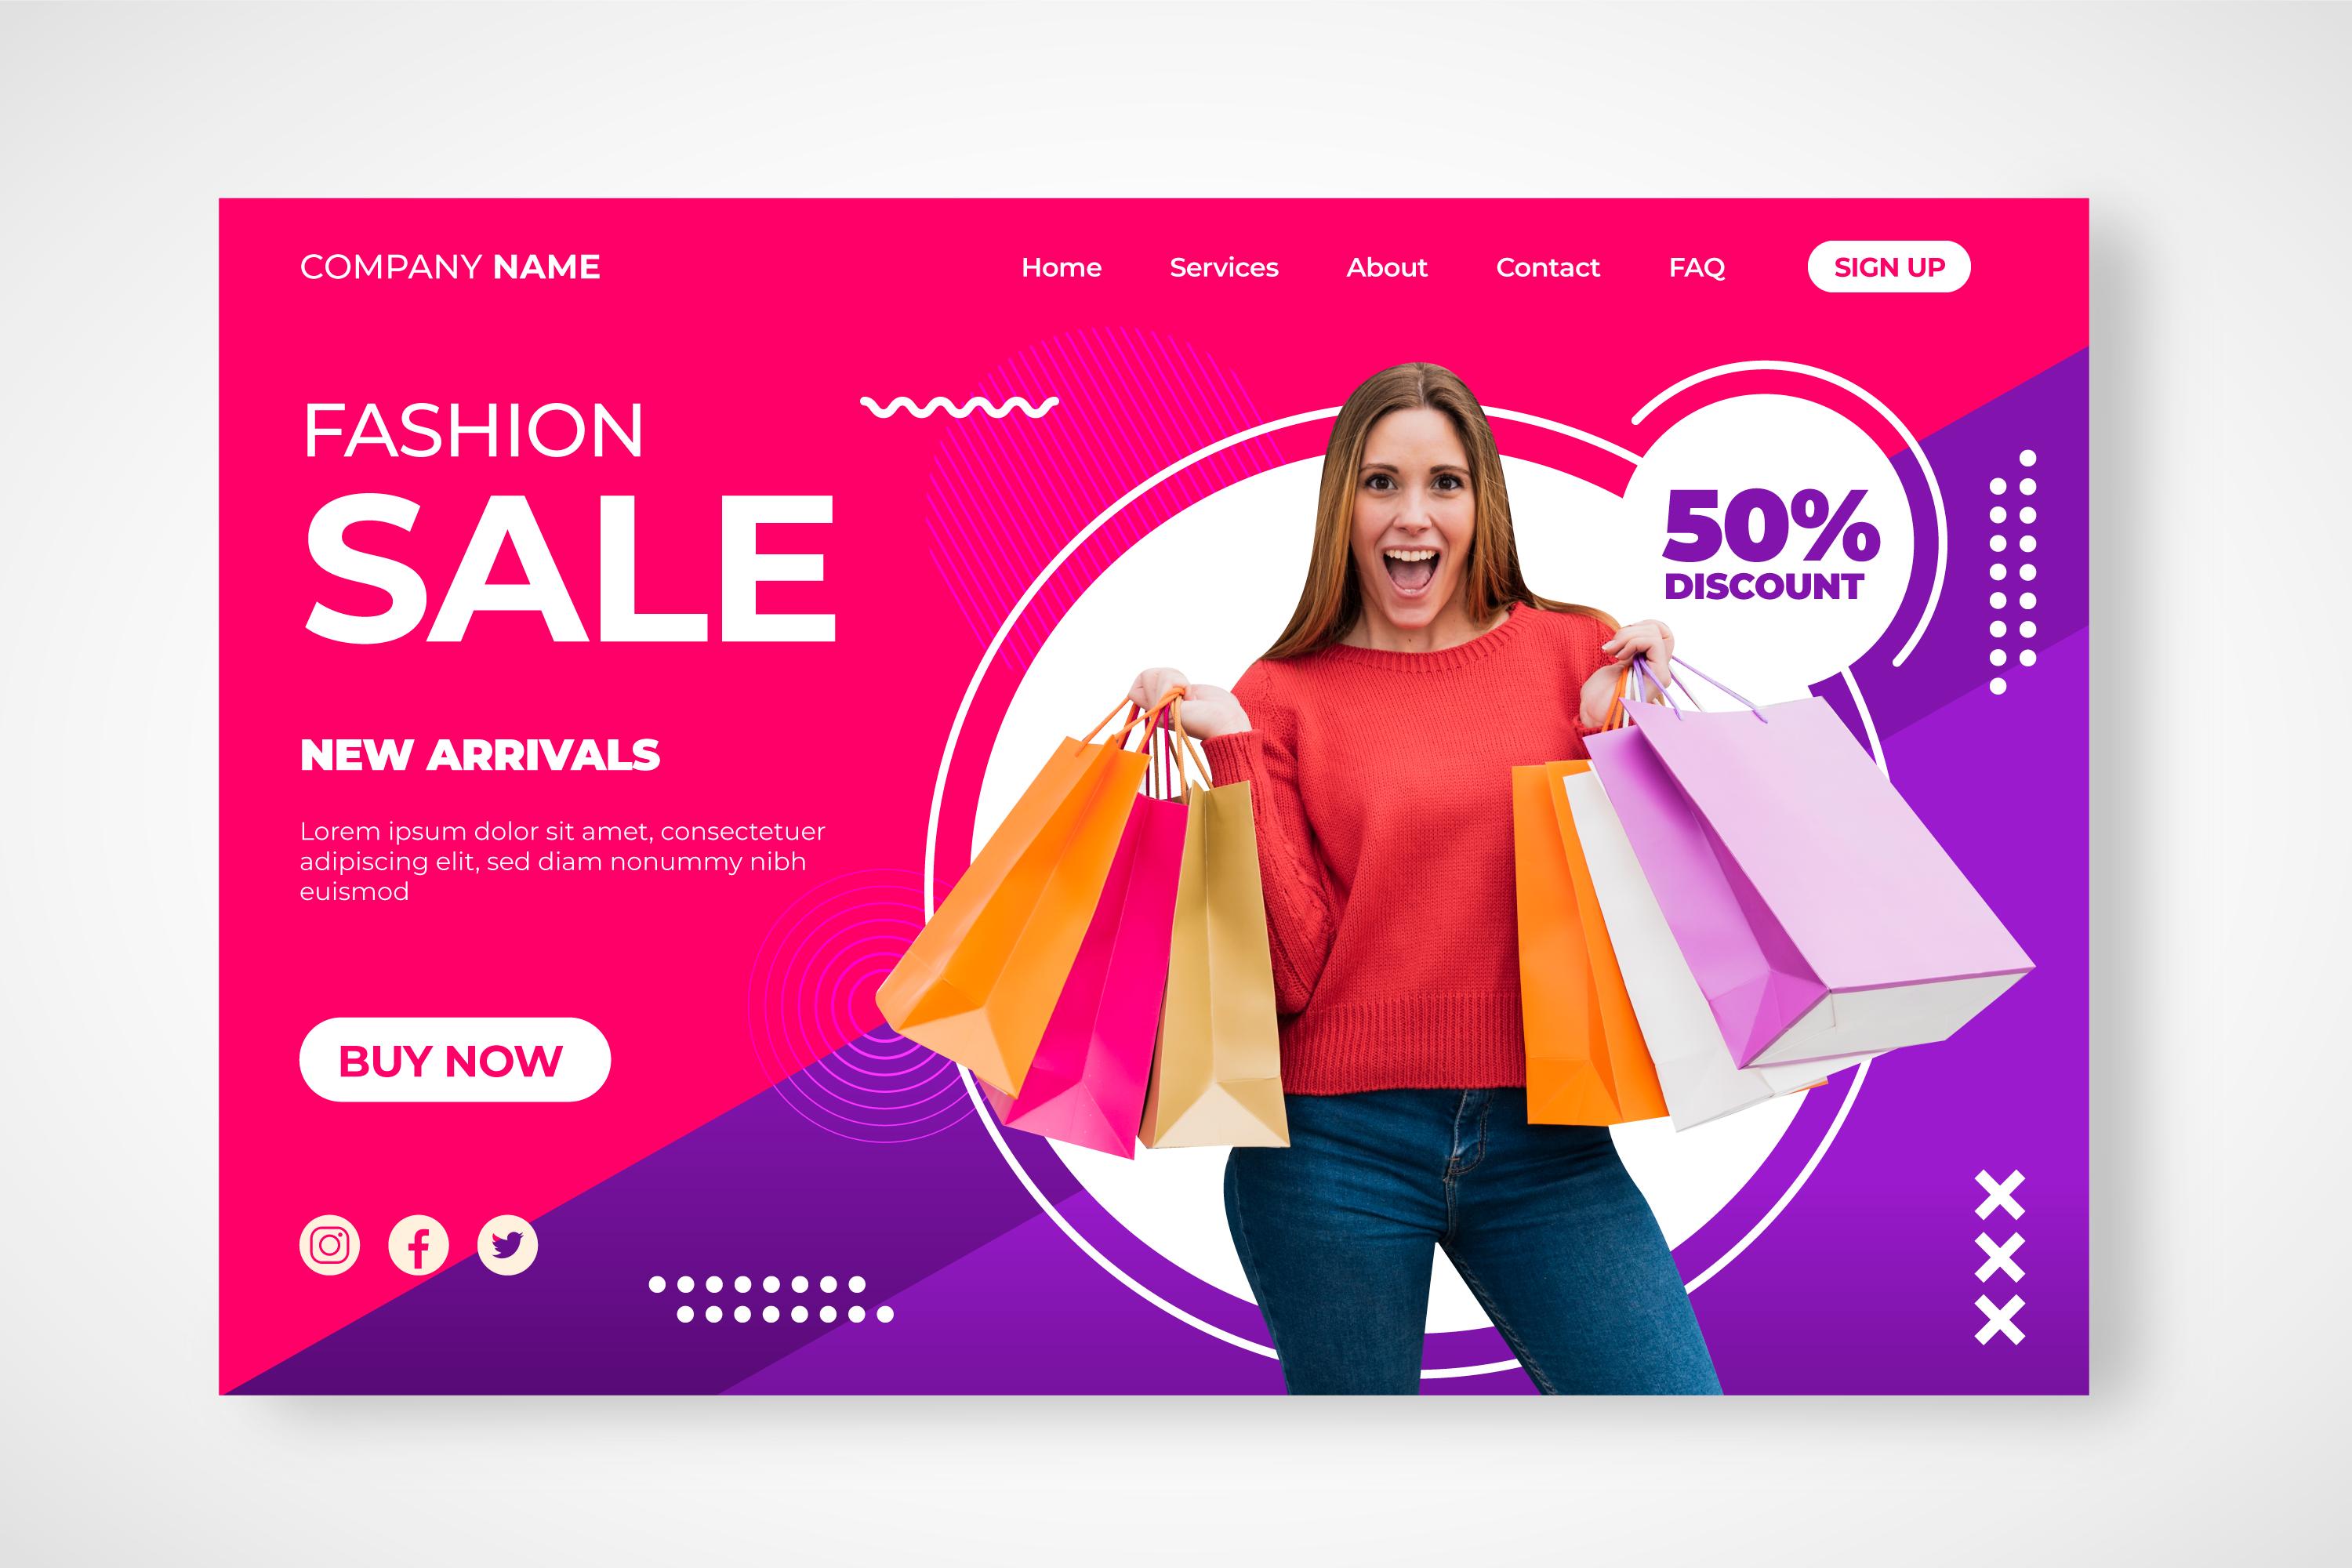 COMPANY NAME
Home Services About Contact FAQ SIGN UP
FASHION
SALE
50%
DISCOUNT
NEW ARRIVALS
Lorem ipsum dolor sit amet, consectetuer
adipiscing elit, sed diam nonummy nibh
euismod
BUY NOW